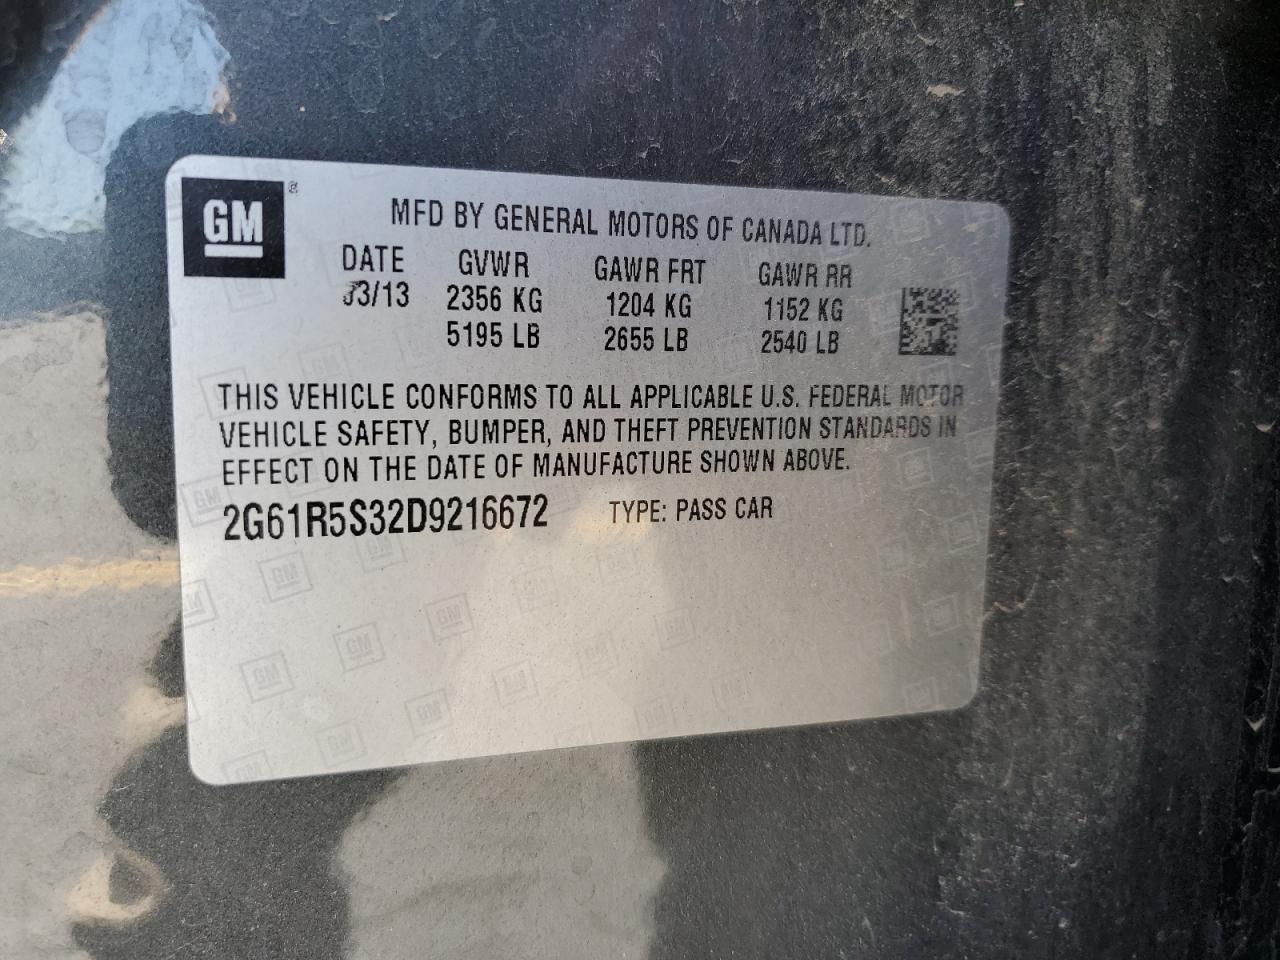 GM ®
MFD BY GENERAL MOTORS OF CANADA LTD.
DATE GVWR GAWR FRT GAWR RR
03/13 2356 KG 1204 KG 1152 KG
5195 LB 2655 LB 2540 LB
THIS VEHICLE CONFORMS TO ALL APPLICABLE U.S. FEDERAL MOTOR
VEHICLE SAFETY, BUMPER, AND THEFT PREVENTION STANDARDS IN
EFFECT ON THE DATE OF MANUFACTURE SHOWN ABOVE.
2G61R5S32D9216672 TYPE: PASS CAR